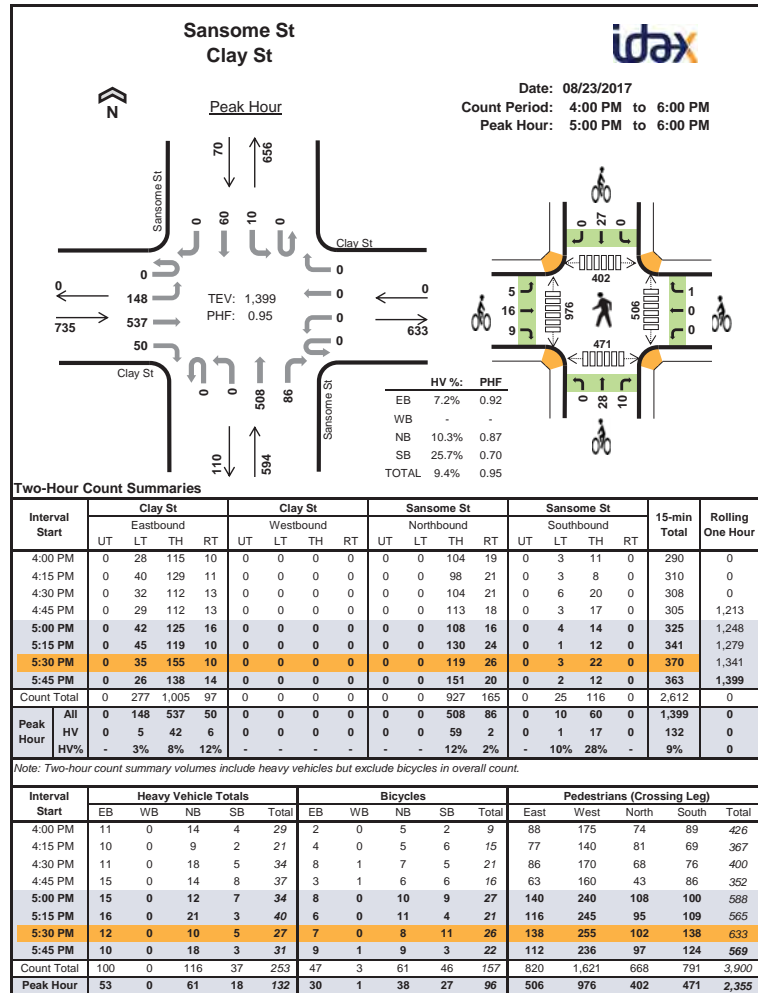 Sansome St
Clay St
idax
N
Peak Hour
Date: 08/23/2017
Count Period: 4:00 PM to 6:00 PM
Peak Hour: 5:00 PM to 6:00 PM
70 656
Sansome St
0 60 10 0
Clay St
0 0
0 148 0 0
TEV: 1,399
735 537 0 633
PHF: 0.95
50 0
Clay St
0 0 508 86
Sansome St
110 594
0 27 0
402
5 1
16 976 506 0
9 0
471
0 28 10
HV %: PHF
EB 7.2% 0.92
WB - -
NB 10.3% 0.87
SB 25.7% 0.70
TOTAL 9.4% 0.95
Two-Hour Count Summaries
Interval Start Clay St Clay St Sansome St Sansome St 15-min Total Rolling One Hour
Eastbound Westbound Northbound Southbound
UT LT TH RT UT LT TH RT UT LT TH RT UT LT TH RT
4:00 PM 0 28 115 10 0 0 0 0 0 0 104 19 0 3 11 0 290 0
4:15 PM 0 40 129 11 0 0 0 0 0 0 98 21 0 3 8 0 310 0
4:30 PM 0 32 112 13 0 0 0 0 0 0 104 21 0 6 20 0 308 0
4:45 PM 0 29 112 13 0 0 0 0 0 0 113 18 0 3 17 0 305 1,213
5:00 PM 0 42 125 16 0 0 0 0 0 0 108 16 0 4 14 0 325 1,248
5:15 PM 0 45 119 10 0 0 0 0 0 0 130 24 0 1 12 0 341 1,279
5:30 PM 0 35 155 10 0 0 0 0 0 0 119 26 0 3 22 0 370 1,341
5:45 PM 0 26 138 14 0 0 0 0 0 0 151 20 0 2 12 0 363 1,399
Count Total 0 277 1,005 97 0 0 0 0 0 0 927 165 0 25 116 0 2,612 0
Peak Hour All 0 148 537 50 0 0 0 0 0 0 508 86 0 10 60 0 1,399 0
HV 0 5 42 6 0 0 0 0 0 0 59 2 0 1 17 0 132 0
HV% - 3% 8% 12% - - - - - - 12% 2% - 10% 28% - 9% 0
Note: Two-hour count summary volumes include heavy vehicles but exclude bicycles in overall count.
Interval Start Heavy Vehicle Totals Bicycles Pedestrians (Crossing Leg)
EB WB NB SB Total EB WB NB SB Total East West North South Total
4:00 PM 11 0 14 4 29 2 0 5 2 9 88 175 74 89 426
4:15 PM 10 0 9 2 21 4 0 5 6 15 77 140 81 69 367
4:30 PM 11 0 18 5 34 8 1 7 5 21 86 170 68 76 400
4:45 PM 15 0 14 8 37 3 1 6 6 16 63 160 43 86 352
5:00 PM 15 0 12 7 34 8 0 10 9 27 140 240 108 100 588
5:15 PM 16 0 21 3 40 6 0 11 4 21 116 245 95 109 565
5:30 PM 12 0 10 5 27 7 0 8 11 26 138 255 102 138 633
5:45 PM 10 0 18 3 31 9 1 9 3 22 112 236 97 124 569
Count Total 100 0 116 37 253 47 3 61 46 157 820 1,621 668 791 3,900
Peak Hour 53 0 61 18 132 30 1 38 27 96 506 976 402 471 2,355